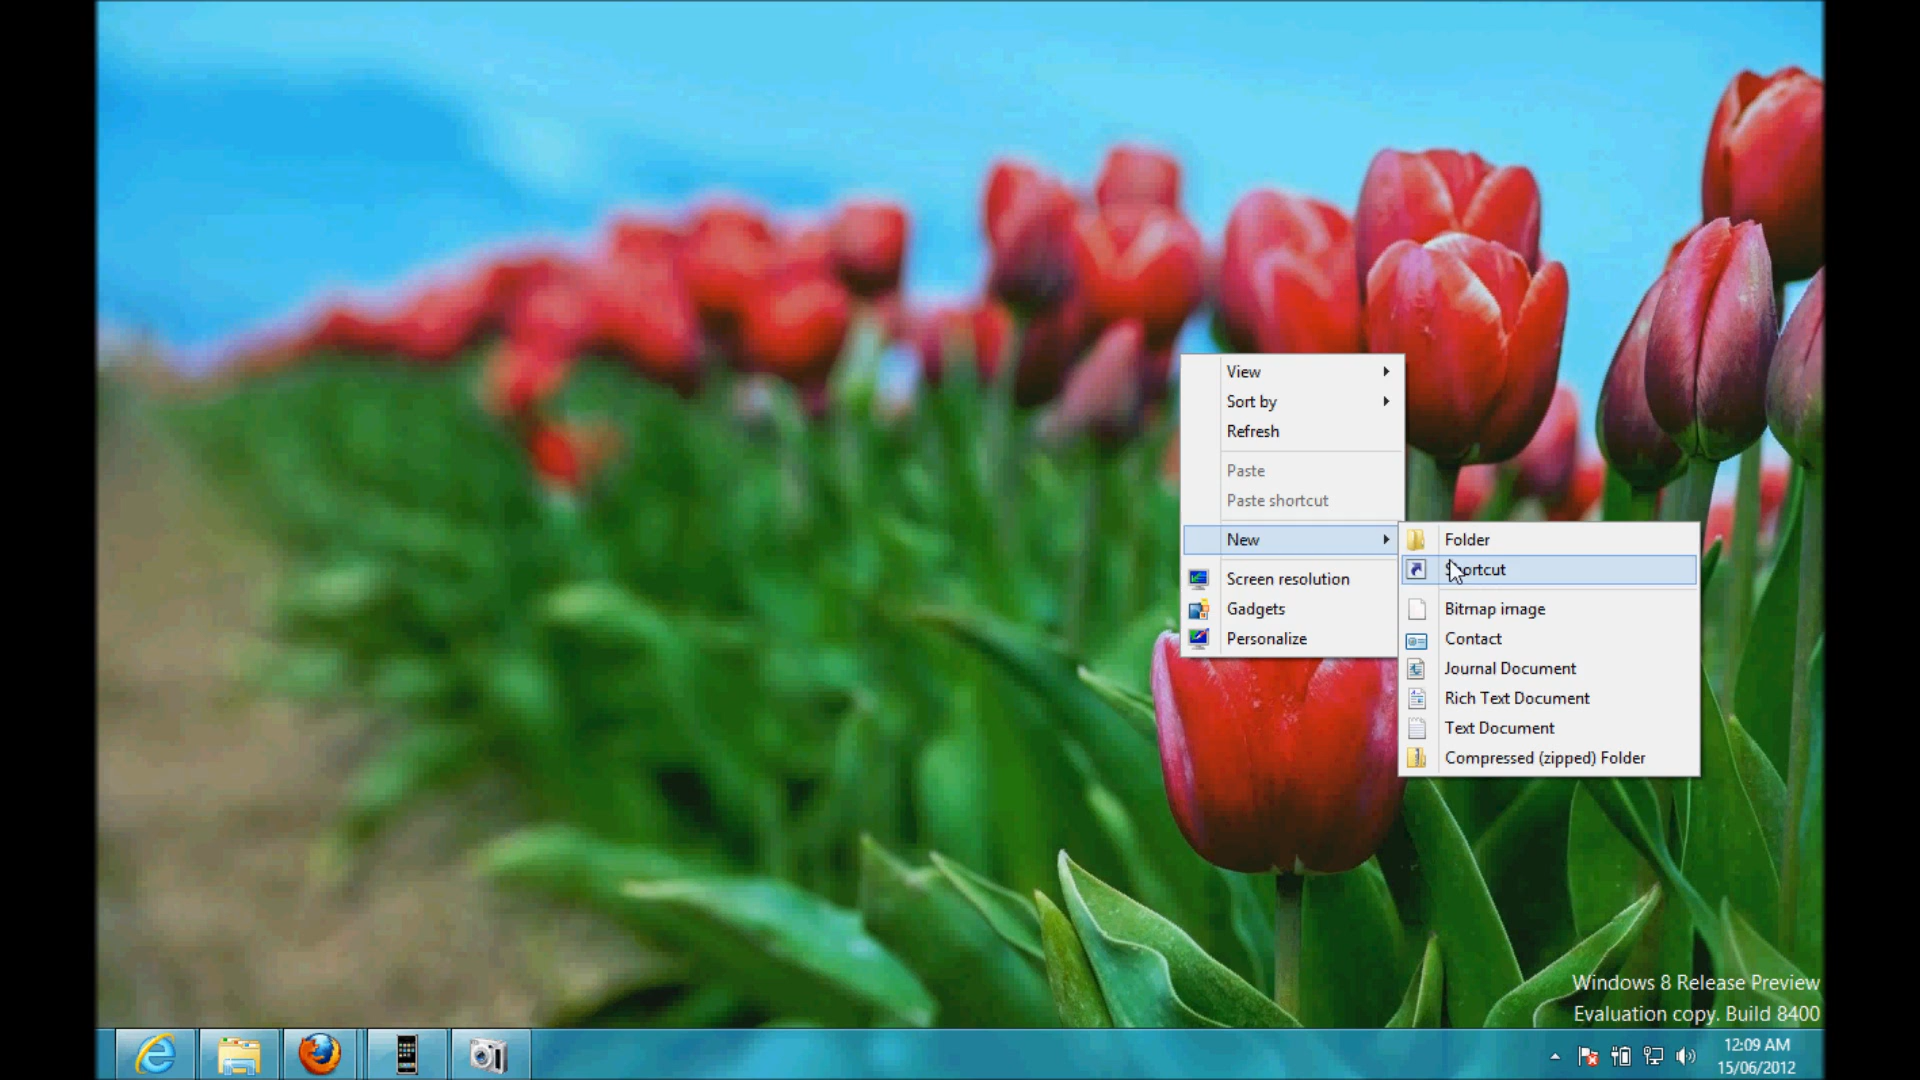 View
Sort by
Refresh
Paste
Paste shortcut
New
Screen resolution
Gadgets
Personalize
Folder
Shortcut
Bitmap image
Contact
Journal Document
Rich Text Document
Text Document
Compressed (zipped) Folder
Windows 8 Release Preview
Evaluation copy. Build 8400
12:09 AM
15/06/2012